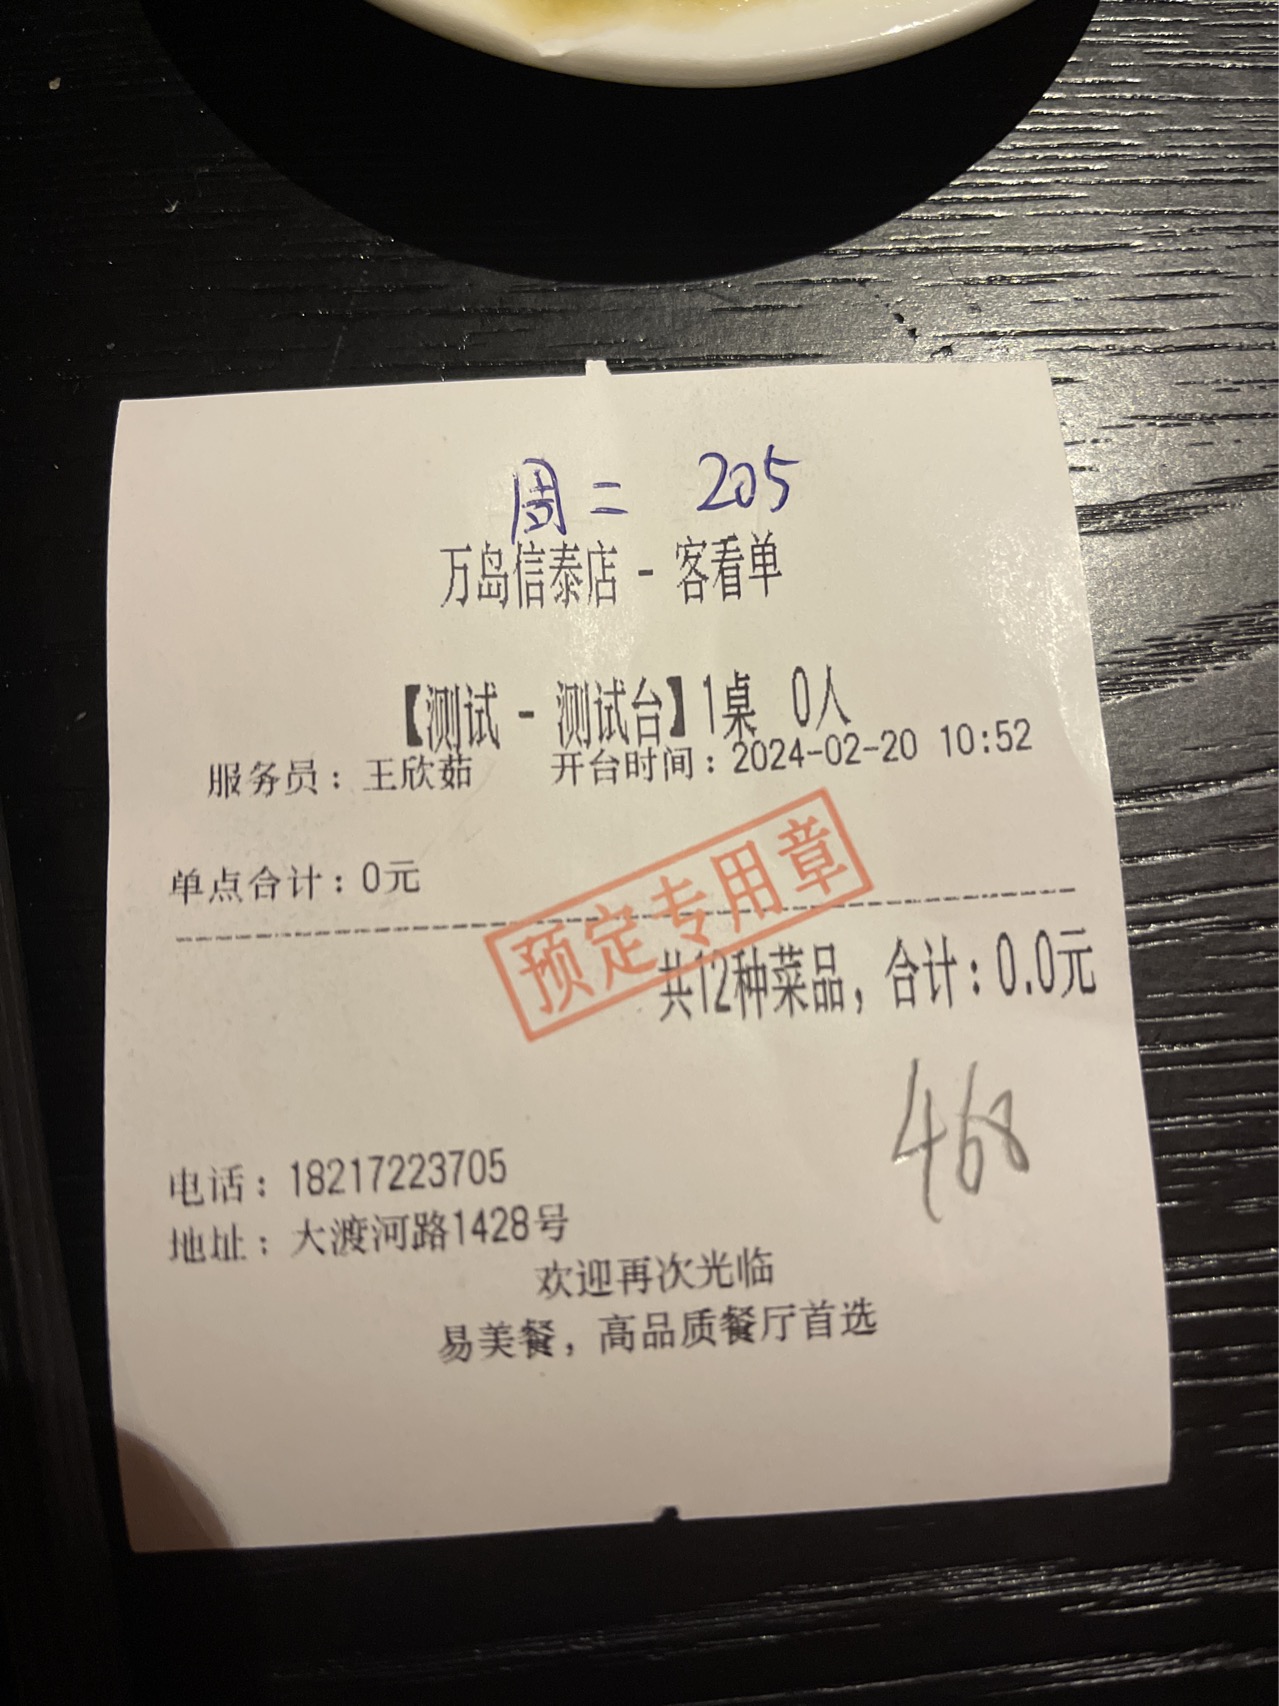 周二 205
万岛信泰店 - 客看单
【测试 - 测试台】1桌 0人
服务员：王欣茹 开台时间：2024-02-20 10:52
单点合计：0元
预定专用章
共12种菜品，合计：0.0元
468
电话：18217223705
地址：大渡河路1428号
欢迎再次光临
易美餐，高品质餐厅首选